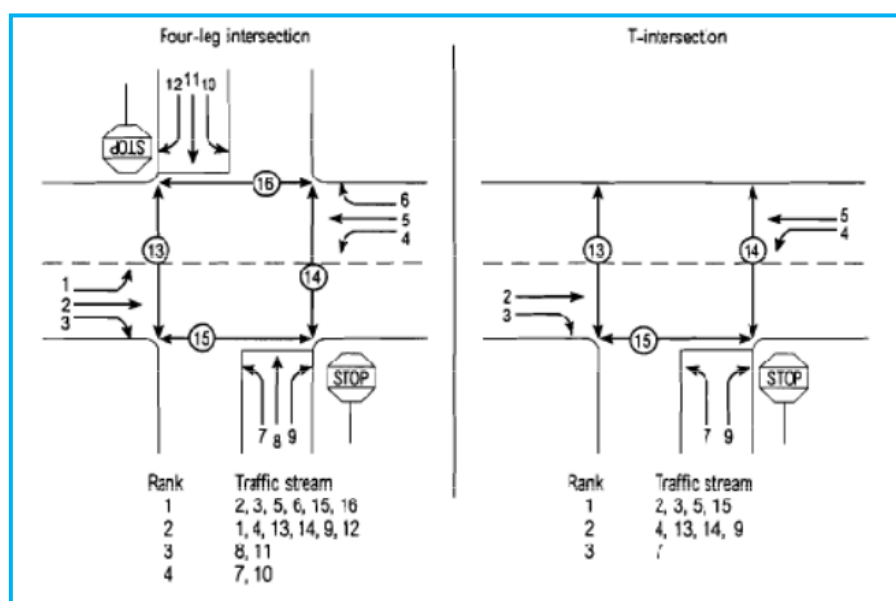 Four-leg intersection
12 11 10
STOP
16
6
5
4
13
14
1
2
3
15
STOP
7 8 9
Rank Traffic stream
1 2, 3, 5, 6, 15, 16
2 1, 4, 13, 14, 9, 12
3 8, 11
4 7, 10
T-intersection
5
4
13
14
2
3
15
STOP
7 9
Rank Traffic stream
1 2, 3, 5, 15
2 4, 13, 14, 9
3 7